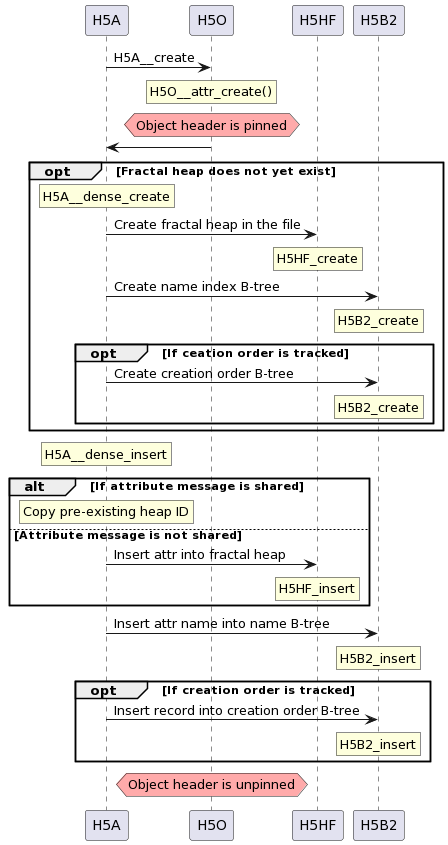 H5A H5O H5HF H5B2
H5A__create
H5O__attr_create()
Object header is pinned
opt [Fractal heap does not yet exist]
H5A__dense_create
Create fractal heap in the file
H5HF_create
Create name index B-tree
H5B2_create
opt [If ceation order is tracked]
Create creation order B-tree
H5B2_create
H5A__dense_insert
alt [If attribute message is shared]
Copy pre-existing heap ID
[Attribute message is not shared]
Insert attr into fractal heap
H5HF_insert
Insert attr name into name B-tree
H5B2_insert
opt [If creation order is tracked]
Insert record into creation order B-tree
H5B2_insert
Object header is unpinned
H5A H5O H5HF H5B2